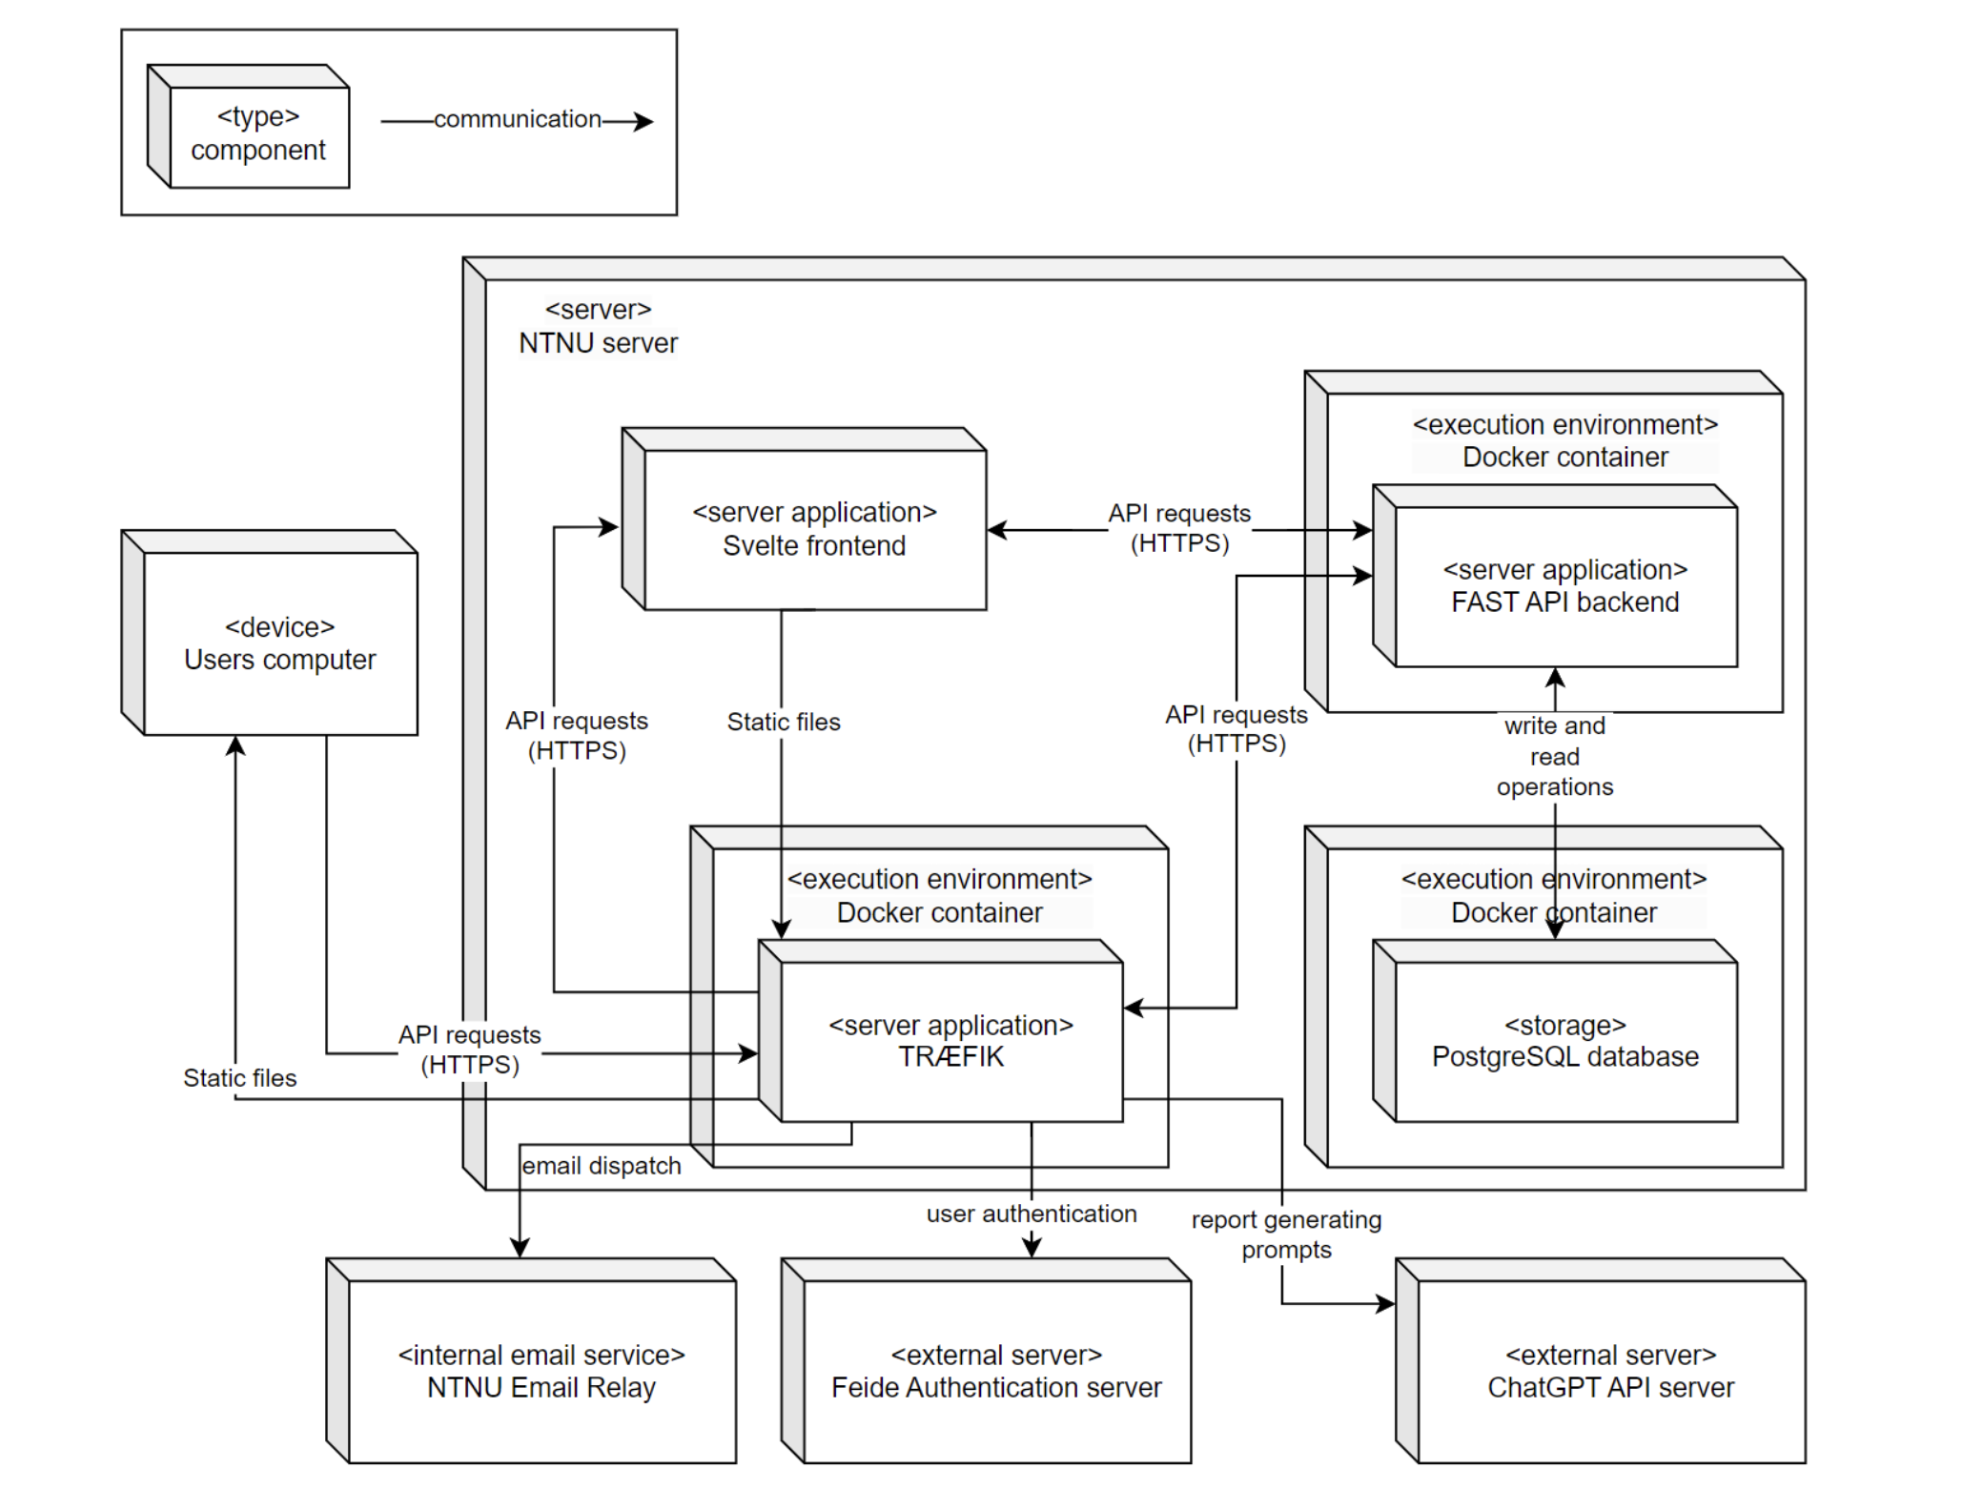 <type>
component
communication
<server>
NTNU server
<execution environment>
Docker container
<server application>
Svelte frontend
API requests
(HTTPS)
<server application>
FAST API backend
<device>
Users computer
API requests
(HTTPS)
Static files
API requests
(HTTPS)
write and
read
operations
<execution environment>
Docker container
<execution environment>
Docker container
<server application>
TRÆFIK
<storage>
PostgreSQL database
API requests
(HTTPS)
Static files
email dispatch
user authentication
report generating
prompts
<internal email service>
NTNU Email Relay
<external server>
Feide Authentication server
<external server>
ChatGPT API server